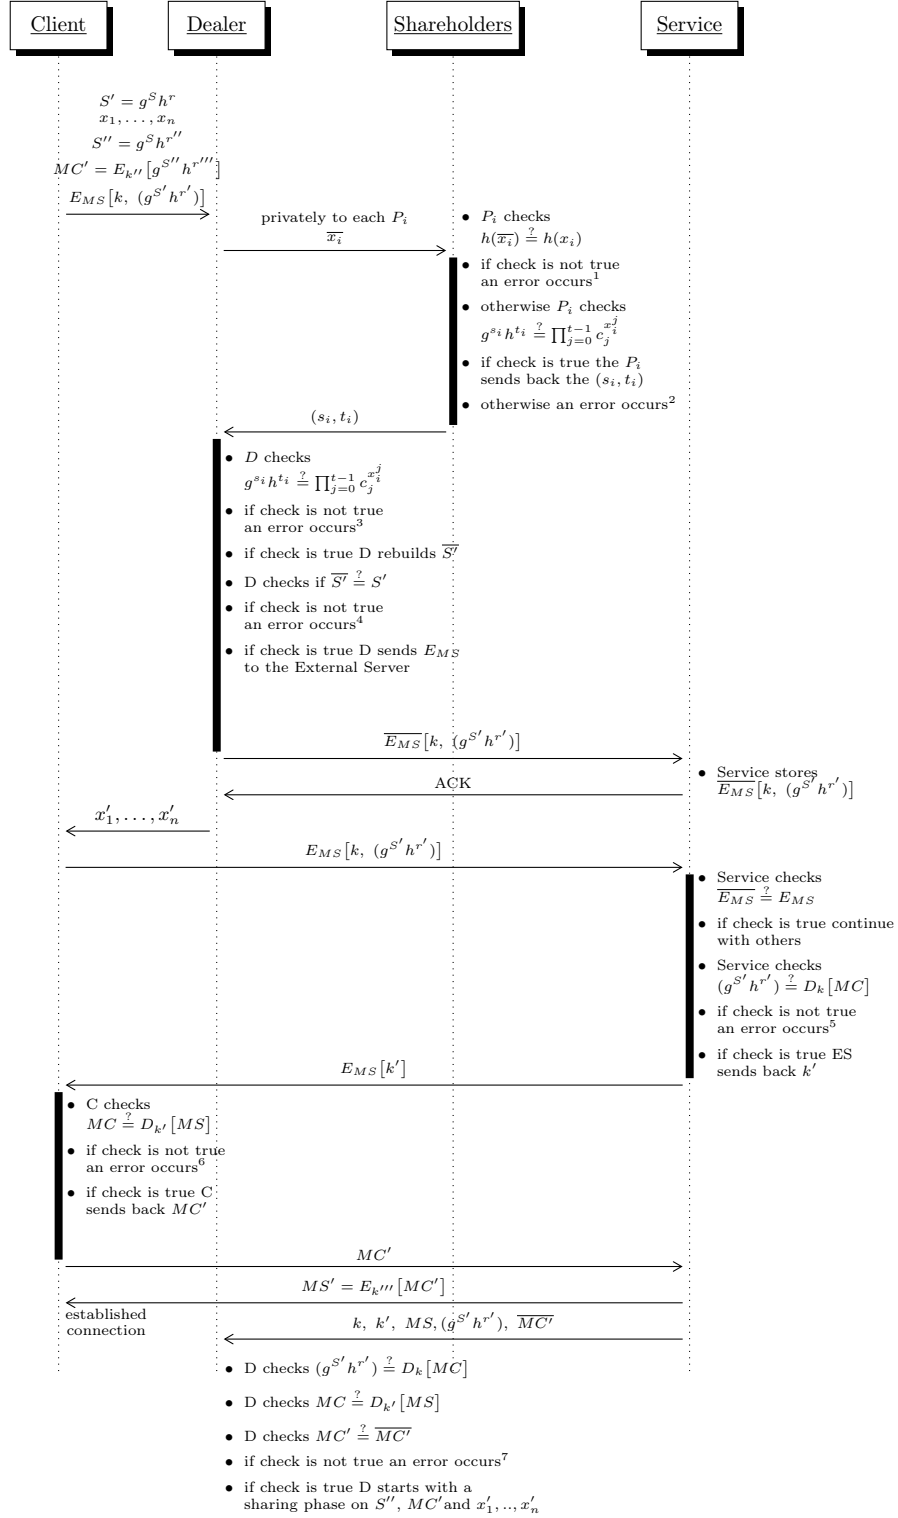 Client Dealer Shareholders Service
S′ = g^S h^r
x_1, . . . , x_n
S″ = g^S h^{r″}
MC′ = E_{k″}[g^{S″} h^{r‴}]
E_{MS}[k, (g^{S′} h^{r′})]
privately to each P_i
\overline{x_i}
• P_i checks
h(\overline{x_i}) ≟ h(x_i)
• if check is not true
an error occurs^1
• otherwise P_i checks
g^{s_i} h^{t_i} ≟ ∏_{j=0}^{t−1} c_j^{x_i^j}
• if check is true the P_i
sends back the (s_i, t_i)
• otherwise an error occurs^2
(s_i, t_i)
• D checks
g^{s_i} h^{t_i} ≟ ∏_{j=0}^{t−1} c_j^{x_i^j}
• if check is not true
an error occurs^3
• if check is true D rebuilds \overline{S′}
• D checks if \overline{S′} ≟ S′
• if check is not true
an error occurs^4
• if check is true D sends E_{MS}
to the External Server
\overline{E_{MS}}[k, (g^{S′} h^{r′})]
• Service stores
\overline{E_{MS}}[k, (g^{S′} h^{r′})]
ACK
x′_1, . . . , x′_n
E_{MS}[k, (g^{S′} h^{r′})]
• Service checks
\overline{E_{MS}} ≟ E_{MS}
• if check is true continue
with others
• Service checks
(g^{S′} h^{r′}) ≟ D_k[MC]
• if check is not true
an error occurs^5
• if check is true ES
sends back k′
E_{MS}[k′]
• C checks
MC ≟ D_{k′}[MS]
• if check is not true
an error occurs^6
• if check is true C
sends back MC′
MC′
MS′ = E_{k‴}[MC′]
established
connection
k, k′, MS, (g^{S′} h^{r′}), \overline{MC′}
• D checks (g^{S′} h^{r′}) ≟ D_k[MC]
• D checks MC ≟ D_{k′}[MS]
• D checks MC′ ≟ \overline{MC′}
• if check is not true an error occurs^7
• if check is true D starts with a
sharing phase on S″, MC′and x′_1, .., x′_n